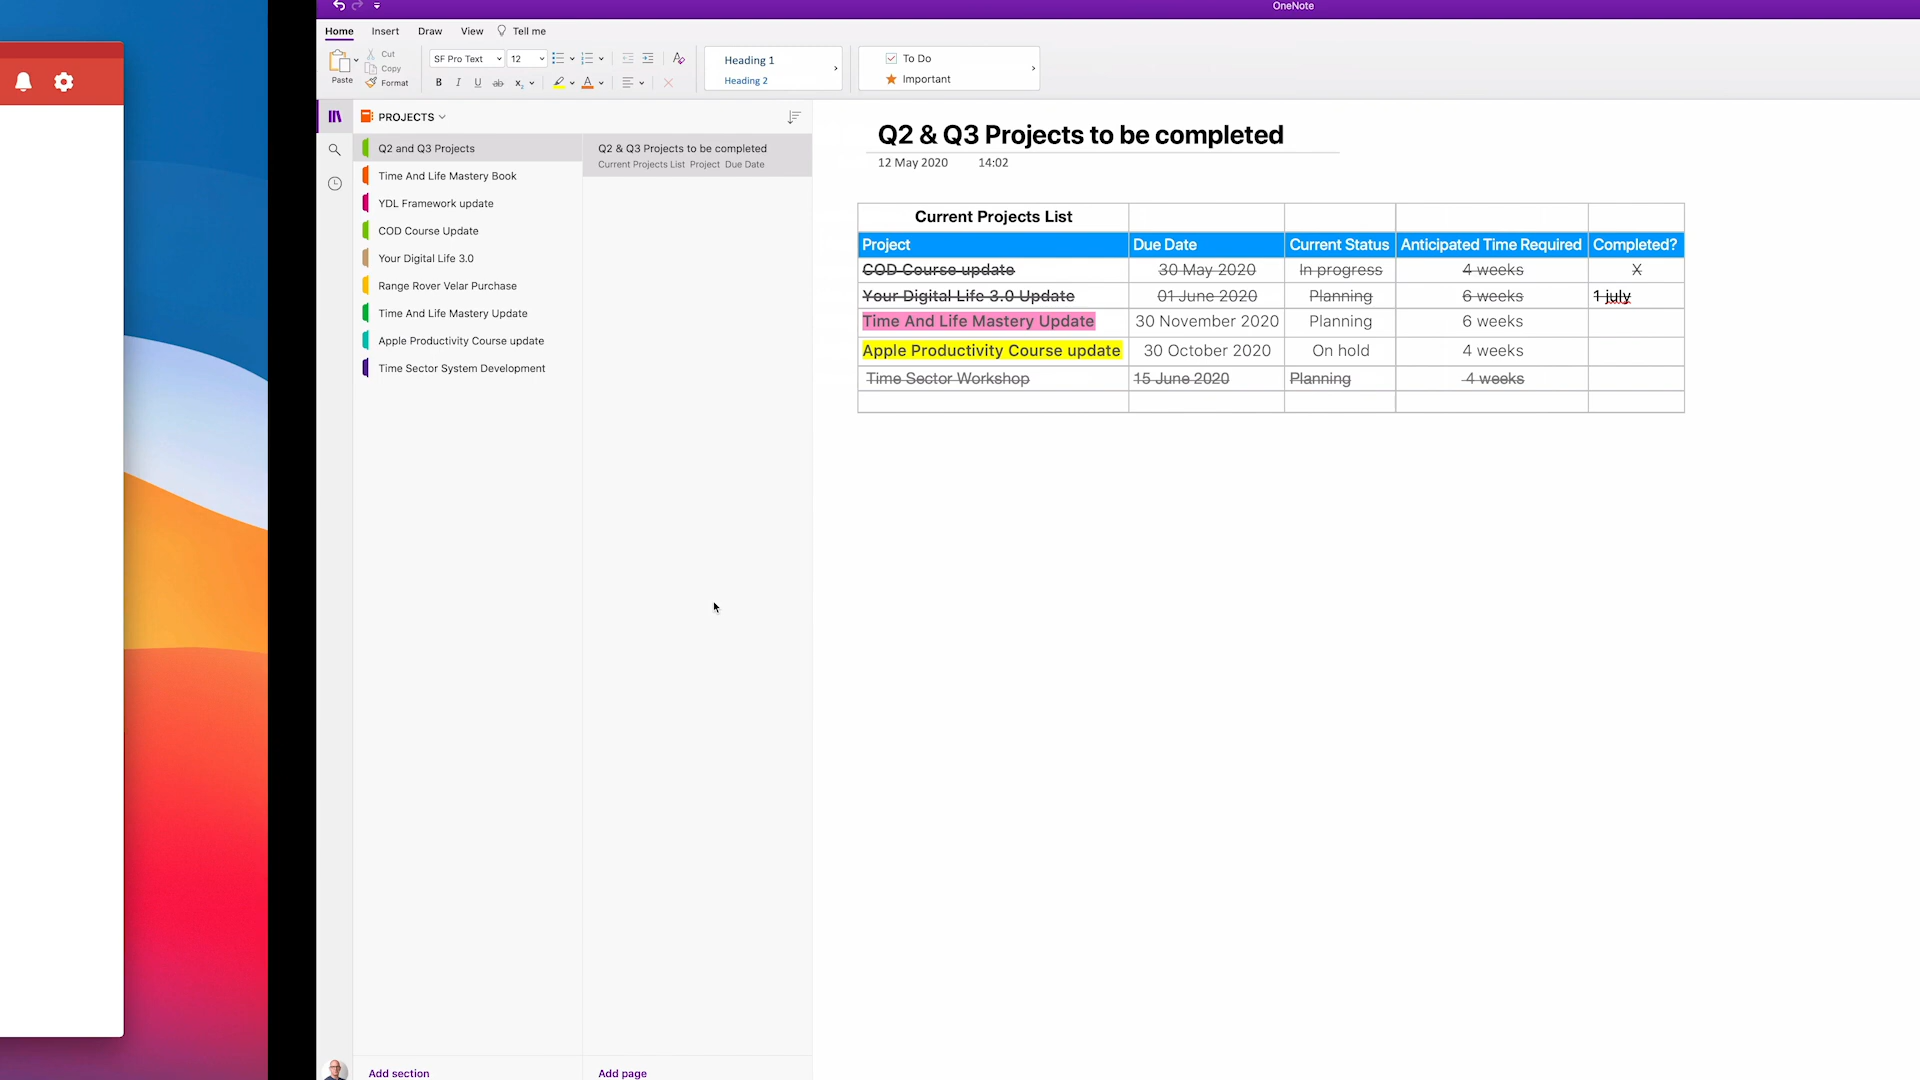 OneNote
Home Insert Draw View Tell me
Paste
Cut
Copy
Format
SF Pro Text 12
B I U ab x₂ A
Heading 1
Heading 2
To Do
Important
PROJECTS
Q2 and Q3 Projects
Time And Life Mastery Book
YDL Framework update
COD Course Update
Your Digital Life 3.0
Range Rover Velar Purchase
Time And Life Mastery Update
Apple Productivity Course update
Time Sector System Development
Q2 & Q3 Projects to be completed
Current Projects List Project Due Date
Q2 & Q3 Projects to be completed
12 May 2020 14:02
Current Projects List
Project Due Date Current Status Anticipated Time Required Completed?
COD Course update 30 May 2020 In progress 4 weeks X
Your Digital Life 3.0 Update 01 June 2020 Planning 6 weeks 1 july
Time And Life Mastery Update 30 November 2020 Planning 6 weeks
Apple Productivity Course update 30 October 2020 On hold 4 weeks
Time Sector Workshop 15 June 2020 Planning 4 weeks
Add section Add page